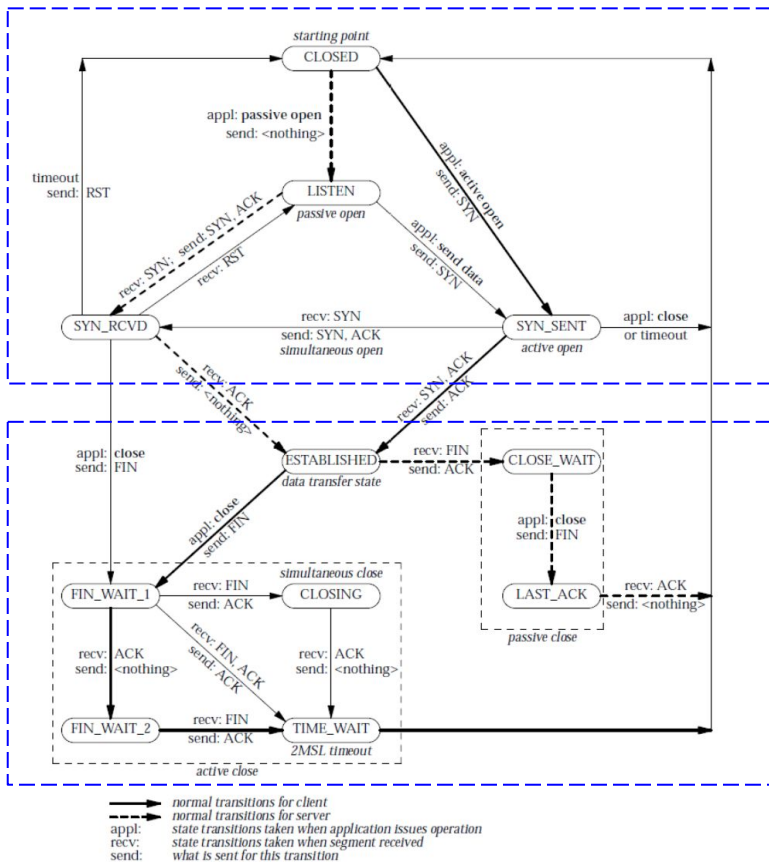 starting point
CLOSED
appl: passive open
send: <nothing>
appl: active open
send: SYN
timeout
send: RST
LISTEN
passive open
recv: SYN; send: SYN, ACK
recv: RST
appl: send data
send: SYN
SYN_RCVD
recv: SYN
send: SYN, ACK
simultaneous open
SYN_SENT
active open
appl: close
or timeout
recv: ACK
send: <nothing>
recv: SYN, ACK
send: ACK
appl: close
send: FIN
ESTABLISHED
data transfer state
recv: FIN
send: ACK
CLOSE_WAIT
appl: close
send: FIN
appl: close
send: FIN
simultaneous close
FIN_WAIT_1
recv: FIN
send: ACK
CLOSING
LAST_ACK
recv: ACK
send: <nothing>
passive close
recv: ACK
send: <nothing>
recv: FIN, ACK
send: ACK
recv: ACK
send: <nothing>
FIN_WAIT_2
recv: FIN
send: ACK
TIME_WAIT
2MSL timeout
active close
normal transitions for client
normal transitions for server
appl: state transitions taken when application issues operation
recv: state transitions taken when segment received
send: what is sent for this transition